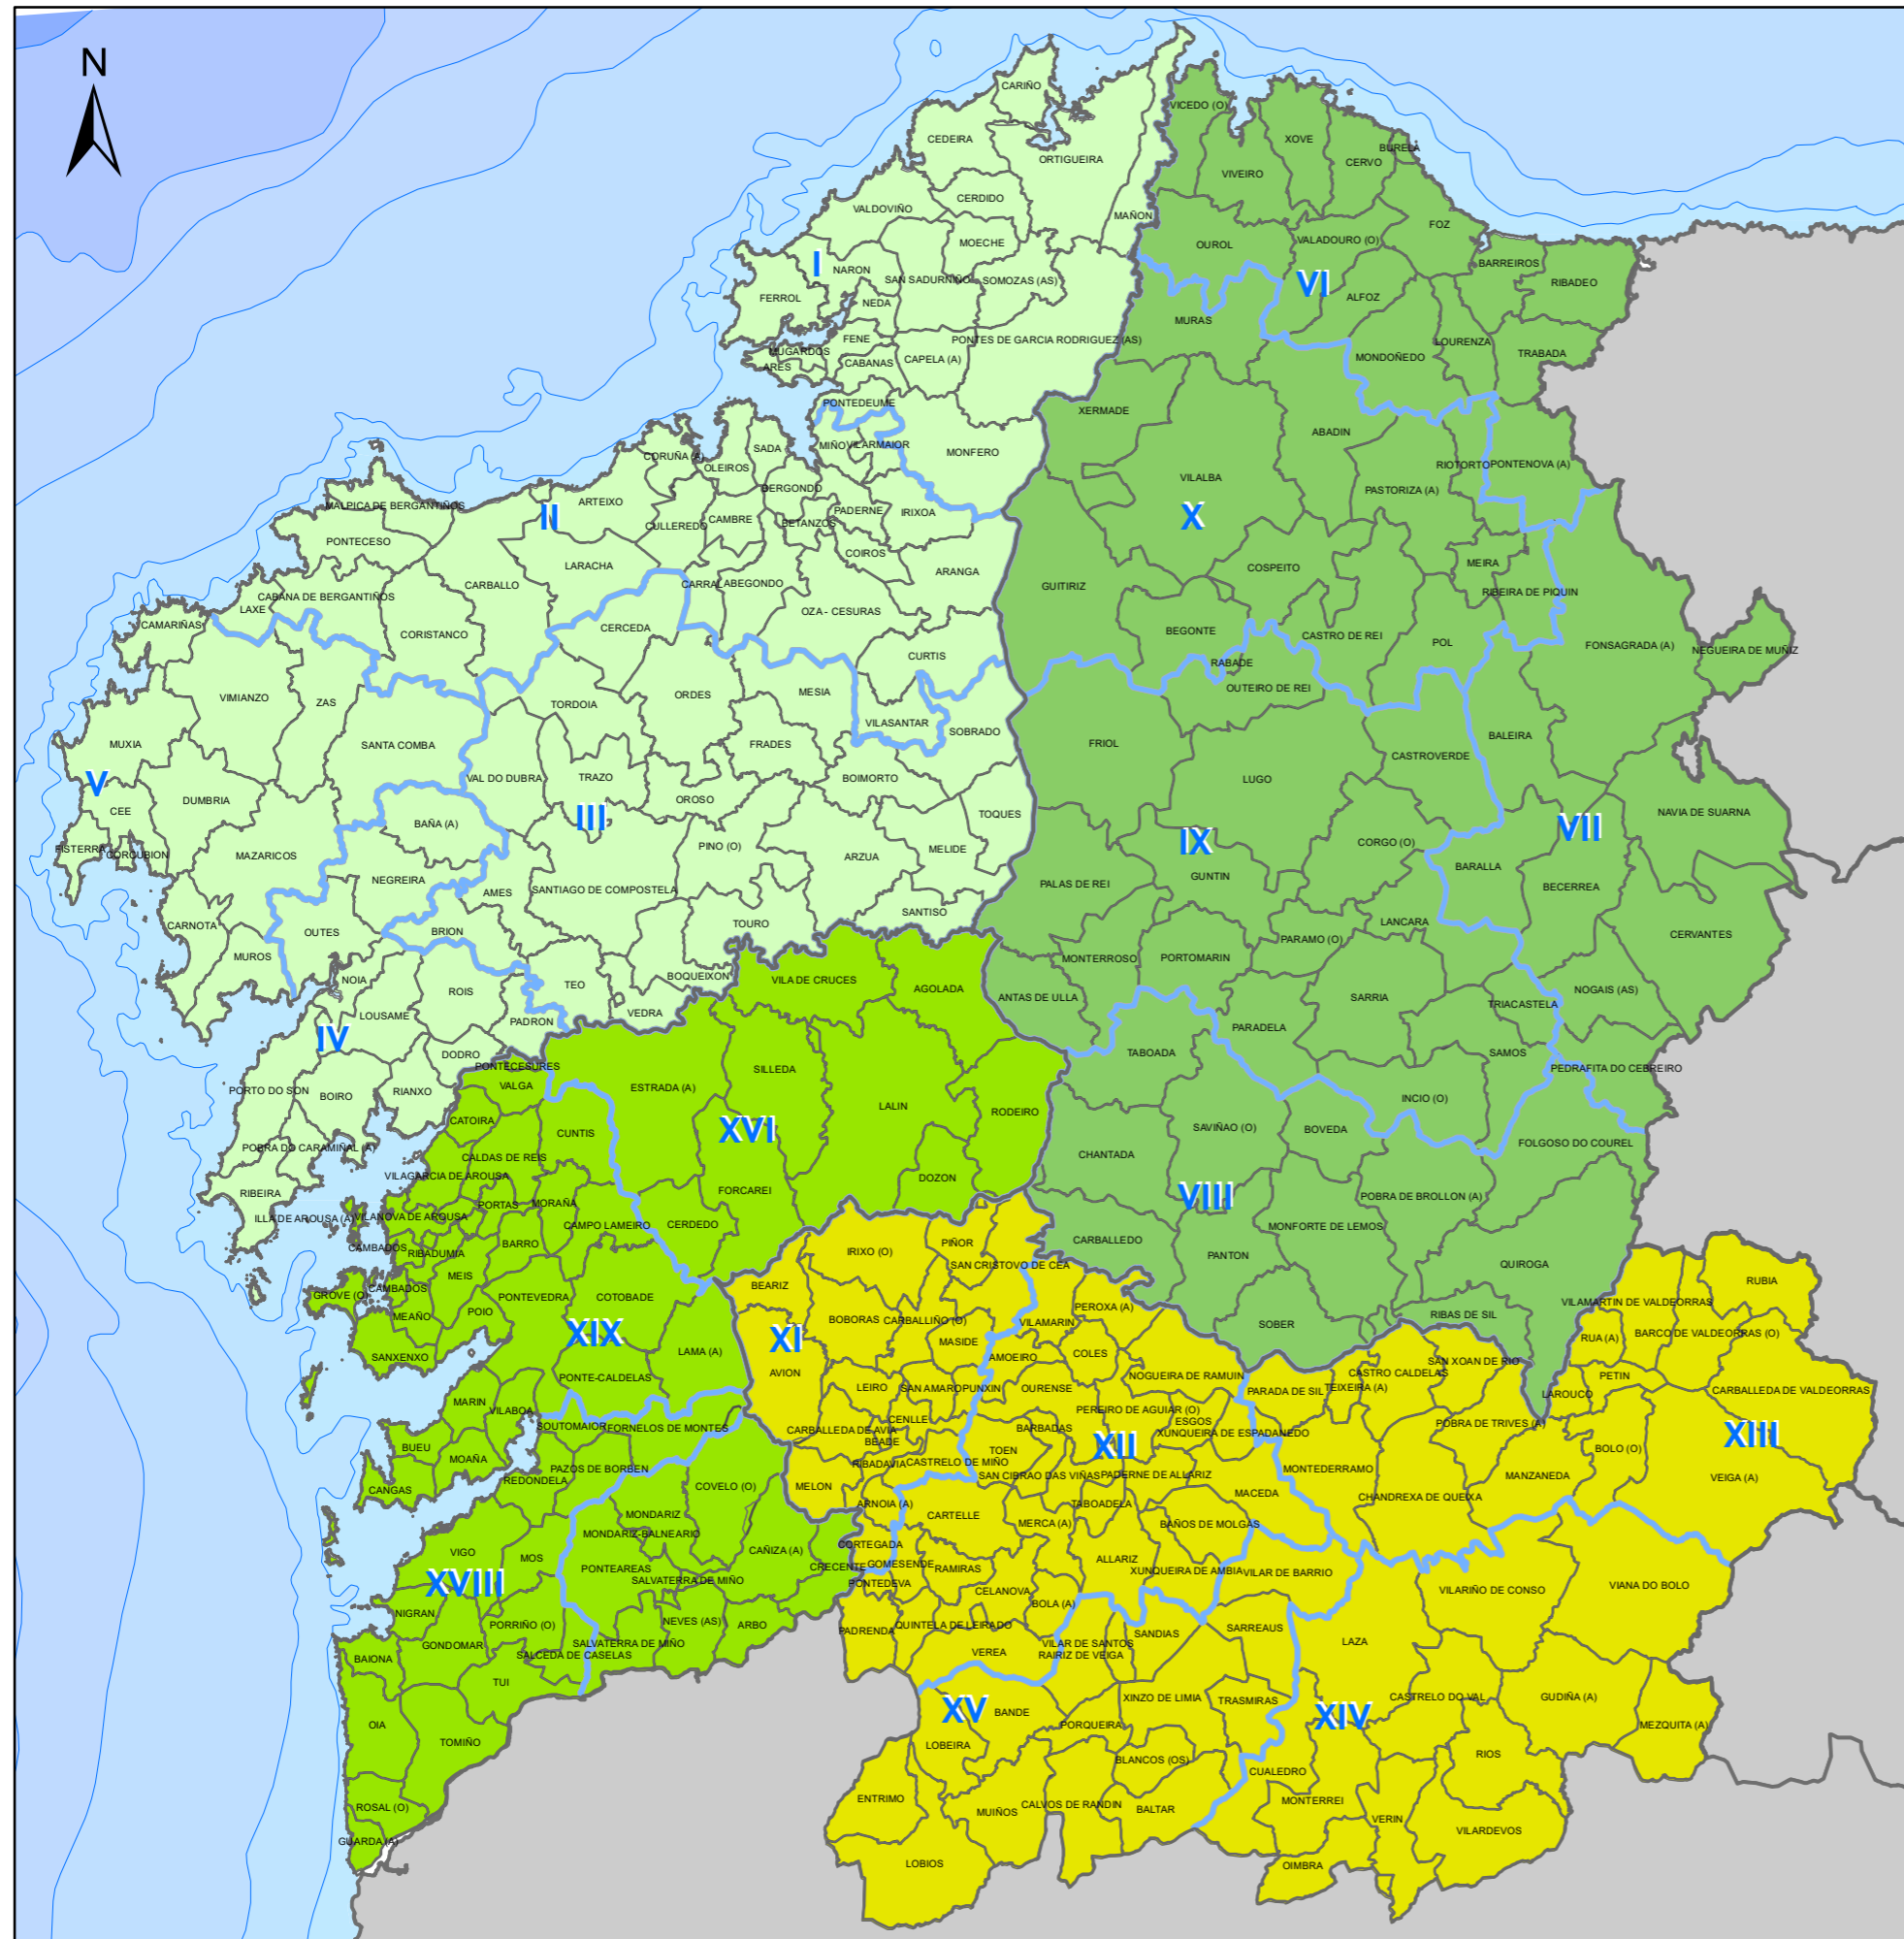 N
CARIÑO
VICEDO (O)
XOVE
CEDEIRA
ORTIGUEIRA
CERVO
BURELA
VIVEIRO
CERDIDO
VALDOVIÑO
MAÑON
MOECHE
OUROL
VALADOURO (O)
FOZ
I
NARON
BARREIROS
SAN SADURNIÑO
SOMOZAS (AS)
VI
RIBADEO
FERROL
NEDA
ALFOZ
MURAS
FENE
PONTES DE GARCIA RODRIGUEZ (AS)
LOURENZA
MUGARDOS
CABANAS
CAPELA (A)
MONDOÑEDO
TRABADA
ARES
PONTEDEUME
XERMADE
ABADIN
MIÑO
VILARMAIOR
MONFERO
SADA
CORUÑA (A)
OLEIROS
RIOTORTO
PONTENOVA (A)
BERGONDO
VILALBA
PASTORIZA (A)
ARTEIXO
MALPICA DE BERGANTIÑOS
II
CULLEREDO
CAMBRE
BETANZOS
PADERNE
IRIXOA
X
PONTECESO
COIROS
LARACHA
MEIRA
COSPEITO
ARANGA
CARBALLO
CARRAL
ABEGONDO
GUITIRIZ
RIBEIRA DE PIQUIN
CABANA DE BERGANTIÑOS
LAXE
OZA - CESURAS
CAMARIÑAS
CERCEDA
BEGONTE
CORISTANCO
CASTRO DE REI
POL
FONSAGRADA (A)
NEGUEIRA DE MUÑIZ
CURTIS
RABADE
VIMIANZO
ZAS
ORDES
MESIA
OUTEIRO DE REI
TORDOIA
VILASANTAR
SOBRADO
BALEIRA
MUXIA
SANTA COMBA
FRADES
FRIOL
CASTROVERDE
V
VAL DO DUBRA
TRAZO
BOIMORTO
LUGO
DUMBRIA
OROSO
CEE
TOQUES
NAVIA DE SUARNA
III
BAÑA (A)
VII
FISTERRA
CORCUBION
MAZARICOS
PINO (O)
ARZUA
MELIDE
IX
CORGO (O)
BARALLA
NEGREIRA
AMES
SANTIAGO DE COMPOSTELA
PALAS DE REI
GUNTIN
BECERREA
SANTISO
CARNOTA
OUTES
BRION
TOURO
LANCARA
PARAMO (O)
CERVANTES
MUROS
MONTERROSO
PORTOMARIN
NOIA
ROIS
TEO
BOQUEIXON
VILA DE CRUCES
AGOLADA
ANTAS DE ULLA
SARRIA
NOGAIS (AS)
TRIACASTELA
LOUSAME
PADRON
VEDRA
PARADELA
IV
DODRO
TABOADA
SAMOS
PONTECESURES
PEDRAFITA DO CEBREIRO
PORTO DO SON
BOIRO
RIANXO
VALGA
ESTRADA (A)
SILLEDA
LALIN
RODEIRO
INCIO (O)
CATOIRA
CUNTIS
XVI
SAVIÑAO (O)
BOVEDA
FOLGOSO DO COUREL
POBRA DO CARAMIÑAL (A)
CALDAS DE REIS
CHANTADA
VILAGARCIA DE AROUSA
DOZON
RIBEIRA
FORCAREI
VIII
POBRA DE BROLLON (A)
PORTAS
MORAÑA
ILLA DE AROUSA (A)
VILANOVA DE AROUSA
CAMPO LAMEIRO
CERDEDO
MONFORTE DE LEMOS
CAMBADOS
RIBADUMIA
BARRO
IRIXO (O)
PIÑOR
CARBALLEDO
PANTON
SAN CRISTOVO DE CEA
QUIROGA
MEIS
CAMBADOS
BEARIZ
RUBIA
GROVE (O)
PONTEVEDRA
COTOBADE
VILAMARTIN DE VALDEORRAS
MEAÑO
POIO
PEROXA (A)
RIBAS DE SIL
XIX
XI
BOBORAS
CARBALLIÑO (O)
VILAMARIN
SOBER
RUA (A)
BARCO DE VALDEORRAS (O)
MASIDE
SANXENXO
LAMA (A)
COLES
AMOEIRO
SAN XOAN DE RIO
AVION
CASTRO CALDELAS
NOGUEIRA DE RAMUIN
PETIN
PONTE-CALDELAS
LEIRO
SAN AMARO
PUNXIN
OURENSE
PARADA DE SIL
TEIXEIRA (A)
LAROUCO
CARBALLEDA DE VALDEORRAS
MARIN
VILABOA
PEREIRO DE AGUIAR (O)
CENLLE
ESGOS
POBRA DE TRIVES (A)
SOUTOMAIOR
FORNELOS DE MONTES
CARBALLEDA DE AVIA
BARBADAS
XUNQUEIRA DE ESPADANEDO
XIII
BEADE
BUEU
XII
TOEN
BOLO (O)
MOAÑA
PAZOS DE BORBEN
RIBADAVIA
CASTRELO DE MIÑO
MONTEDERRAMO
REDONDELA
SAN CIBRAO DAS VIÑAS
PADERNE DE ALLARIZ
MANZANEDA
VEIGA (A)
CANGAS
COVELO (O)
MELON
MACEDA
CHANDREXA DE QUEIXA
ARNOIA (A)
TABOADELA
MONDARIZ
CARTELLE
MERCA (A)
BAÑOS DE MOLGAS
MONDARIZ-BALNEARIO
CORTEGADA
VIGO
MOS
CAÑIZA (A)
ALLARIZ
GOMESENDE
PONTEAREAS
CRECENTE
RAMIRAS
XUNQUEIRA DE AMBIA
VILAR DE BARRIO
XVIII
SALVATERRA DE MIÑO
PONTEDEVA
CELANOVA
VILARIÑO DE CONSO
VIANA DO BOLO
NIGRAN
BOLA (A)
PORRIÑO (O)
NEVES (AS)
ARBO
QUINTELA DE LEIRADO
SARREAUS
PADRENDA
SANDIAS
GONDOMAR
SALVATERRA DE MIÑO
VILAR DE SANTOS
LAZA
SALCEDA DE CASELAS
VEREA
RAIRIZ DE VEIGA
BAIONA
TUI
XINZO DE LIMIA
TRASMIRAS
CASTRELO DO VAL
GUDIÑA (A)
XV
BANDE
XIV
OIA
PORQUEIRA
MEZQUITA (A)
TOMIÑO
LOBEIRA
BLANCOS (OS)
RIOS
CUALEDRO
ENTRIMO
MONTERREI
ROSAL (O)
MUIÑOS
CALVOS DE RANDIN
BALTAR
VERIN
VILARDEVOS
GUARDA (A)
LOBIOS
OIMBRA